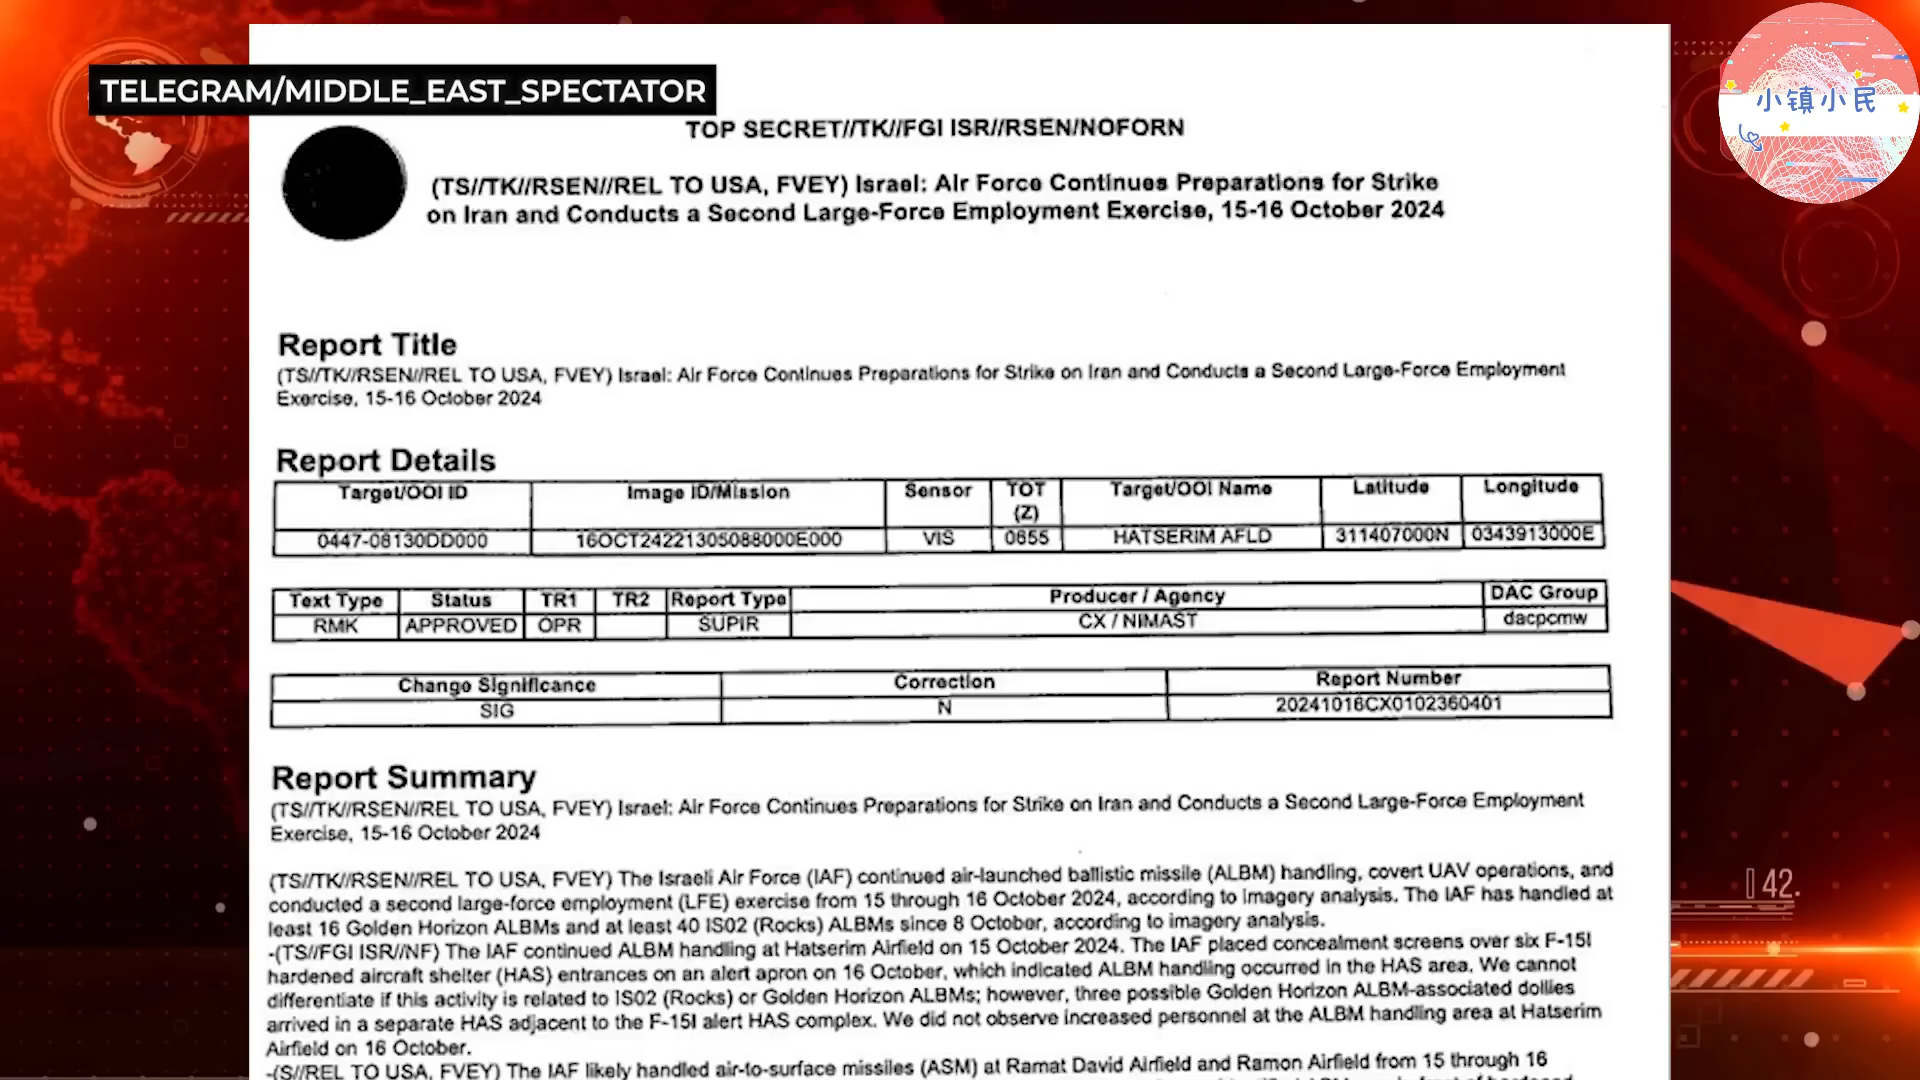 TELEGRAM/MIDDLE_EAST_SPECTATOR
小镇小民
TOP SECRET//TK//FGI ISR//RSEN/NOFORN
(TS//TK//RSEN//REL TO USA, FVEY) Israel: Air Force Continues Preparations for Strike
on Iran and Conducts a Second Large-Force Employment Exercise, 15-16 October 2024
Report Title
(TS//TK//RSEN//REL TO USA, FVEY) Israel: Air Force Continues Preparations for Strike on Iran and Conducts a Second Large-Force Employment
Exercise, 15-16 October 2024
Report Details
Target/OOI ID Image ID/Mission Sensor TOT (Z) Target/OOI Name Latitude Longitude
0447-08130DD000 16OCT24221305088000E000 VIS 0655 HATSERIM AFLD 311407000N 0343913000E
Text Type Status TR1 TR2 Report Type Producer / Agency DAC Group
RMK APPROVED OPR SUPIR CX / NIMAST dacpcmw
Change Significance Correction Report Number
SIG N 20241016CX0102360401
Report Summary
(TS//TK//RSEN//REL TO USA, FVEY) Israel: Air Force Continues Preparations for Strike on Iran and Conducts a Second Large-Force Employment
Exercise, 15-16 October 2024
(TS//TK//RSEN//REL TO USA, FVEY) The Israeli Air Force (IAF) continued air-launched ballistic missile (ALBM) handling, covert UAV operations, and
conducted a second large-force employment (LFE) exercise from 15 through 16 October 2024, according to imagery analysis. The IAF has handled at
least 16 Golden Horizon ALBMs and at least 40 IS02 (Rocks) ALBMs since 8 October, according to imagery analysis.
-(TS//FGI ISR//NF) The IAF continued ALBM handling at Hatserim Airfield on 15 October 2024. The IAF placed concealment screens over six F-15I
hardened aircraft shelter (HAS) entrances on an alert apron on 16 October, which indicated ALBM handling occurred in the HAS area. We cannot
differentiate if this activity is related to IS02 (Rocks) or Golden Horizon ALBMs; however, three possible Golden Horizon ALBM-associated dollies
arrived in a separate HAS adjacent to the F-15I alert HAS complex. We did not observe increased personnel at the ALBM handling area at Hatserim
Airfield on 16 October.
-(S//REL TO USA, FVEY) The IAF likely handled air-to-surface missiles (ASM) at Ramat David Airfield and Ramon Airfield from 15 through 16
42.